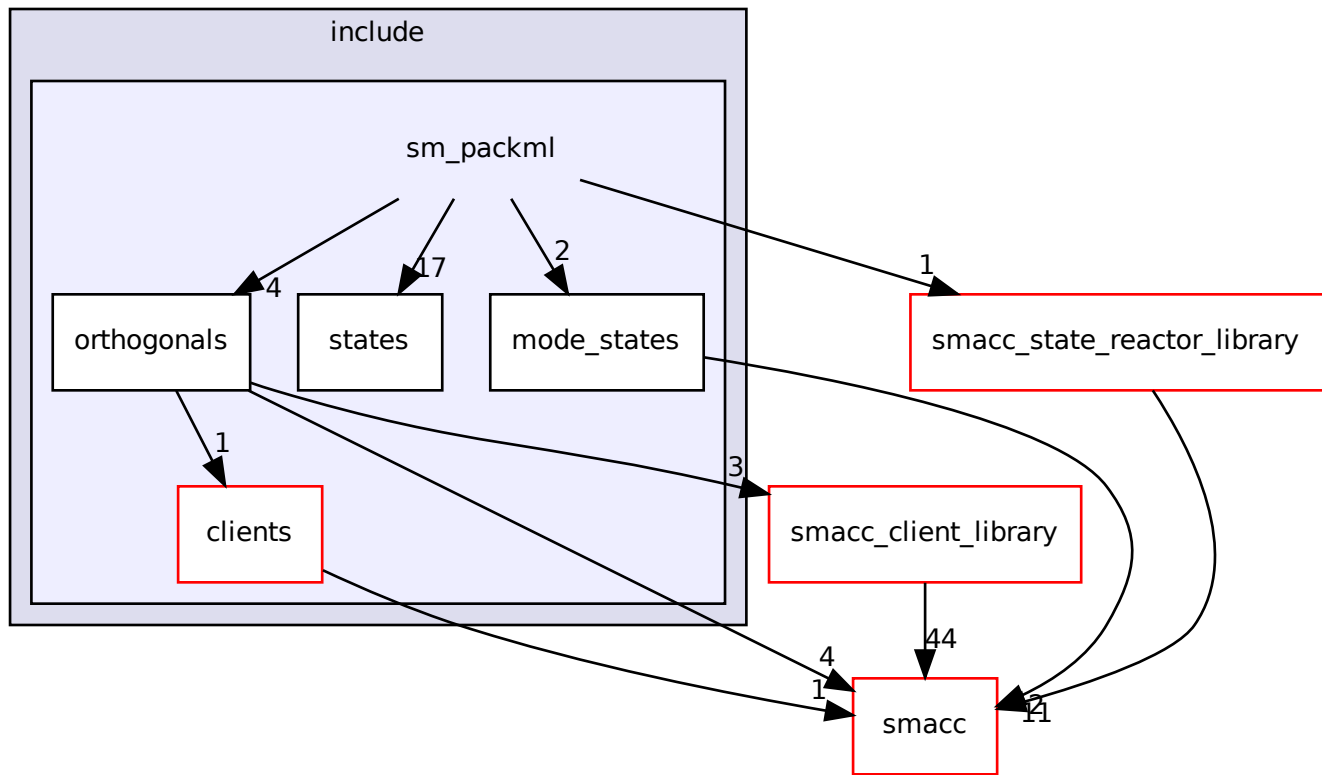 include
sm_packml
4
17
2
1
orthogonals
states
mode_states
smacc_state_reactor_library
1
3
clients
smacc_client_library
4
1
44
2
11
smacc